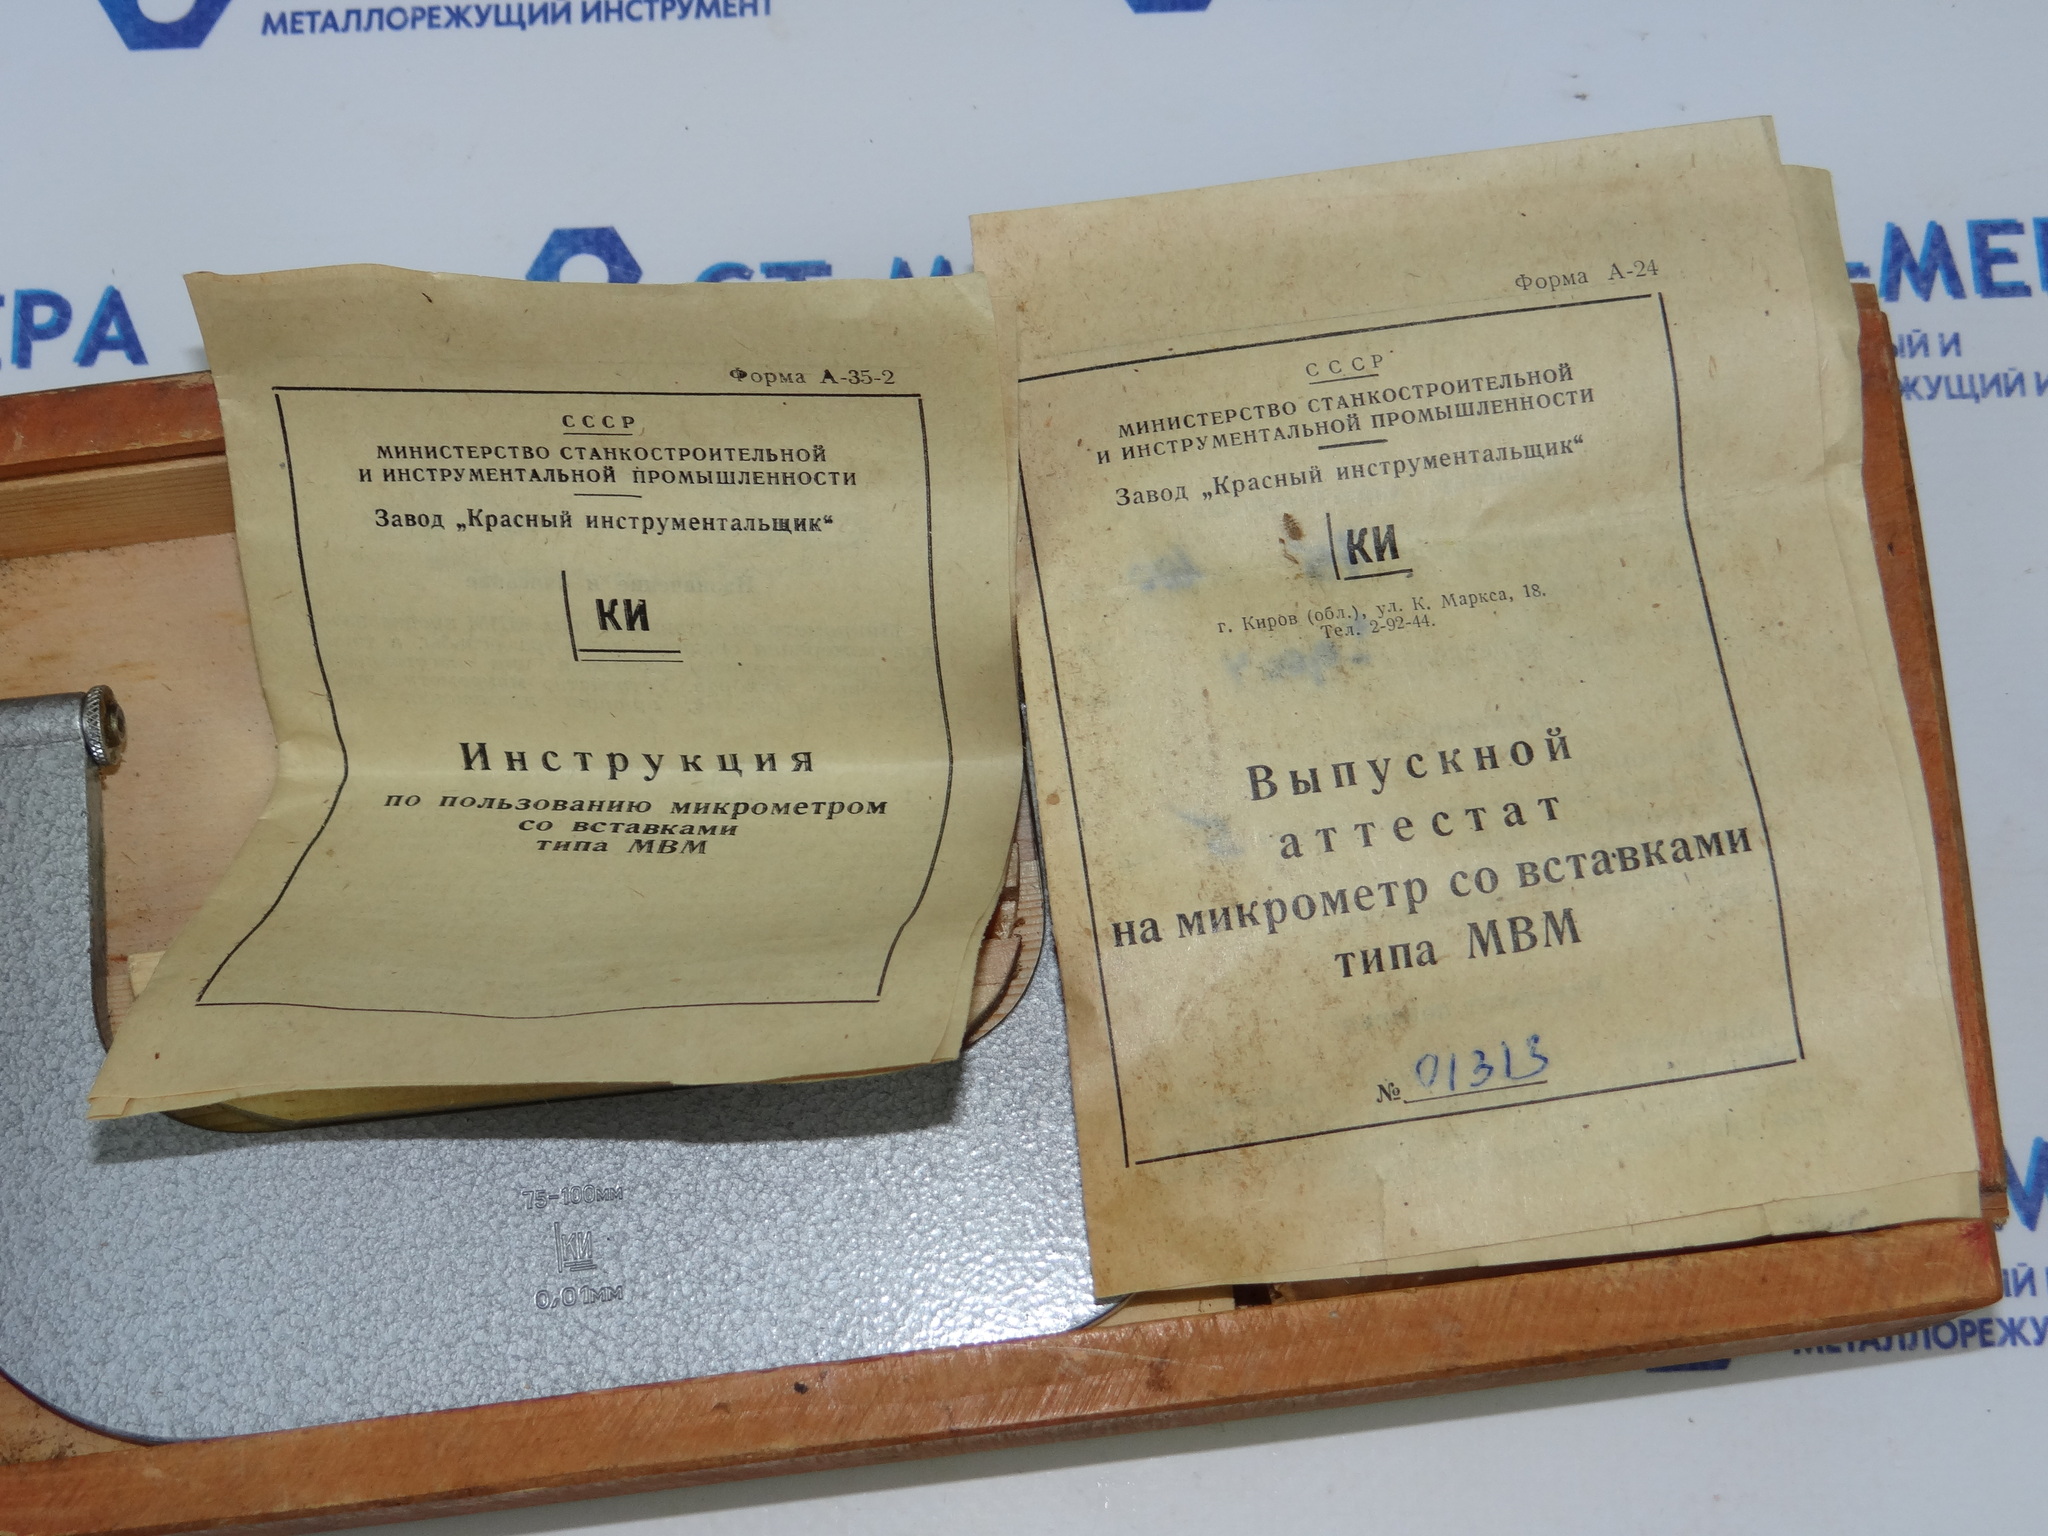 МЕТАЛЛОРЕЖУЩИЙ ИНСТРУМЕНТ
Форма А-35-2
СССР
МИНИСТЕРСТВО СТАНКОСТРОИТЕЛЬНОЙ
И ИНСТРУМЕНТАЛЬНОЙ ПРОМЫШЛЕННОСТИ
Завод „Красный инструментальщик“
КИ
Инструкция
по пользованию микрометром
со вставками
типа МВМ
Форма А-24
СССР
МИНИСТЕРСТВО СТАНКОСТРОИТЕЛЬНОЙ
И ИНСТРУМЕНТАЛЬНОЙ ПРОМЫШЛЕННОСТИ
Завод „Красный инструментальщик“
КИ
г. Киров (обл.), ул. К. Маркса, 18.
Тел. 2-92-44.
Выпускной
аттестат
на микрометр со вставками
типа МВМ
№ 01313
75-100мм
КИ
0,01мм